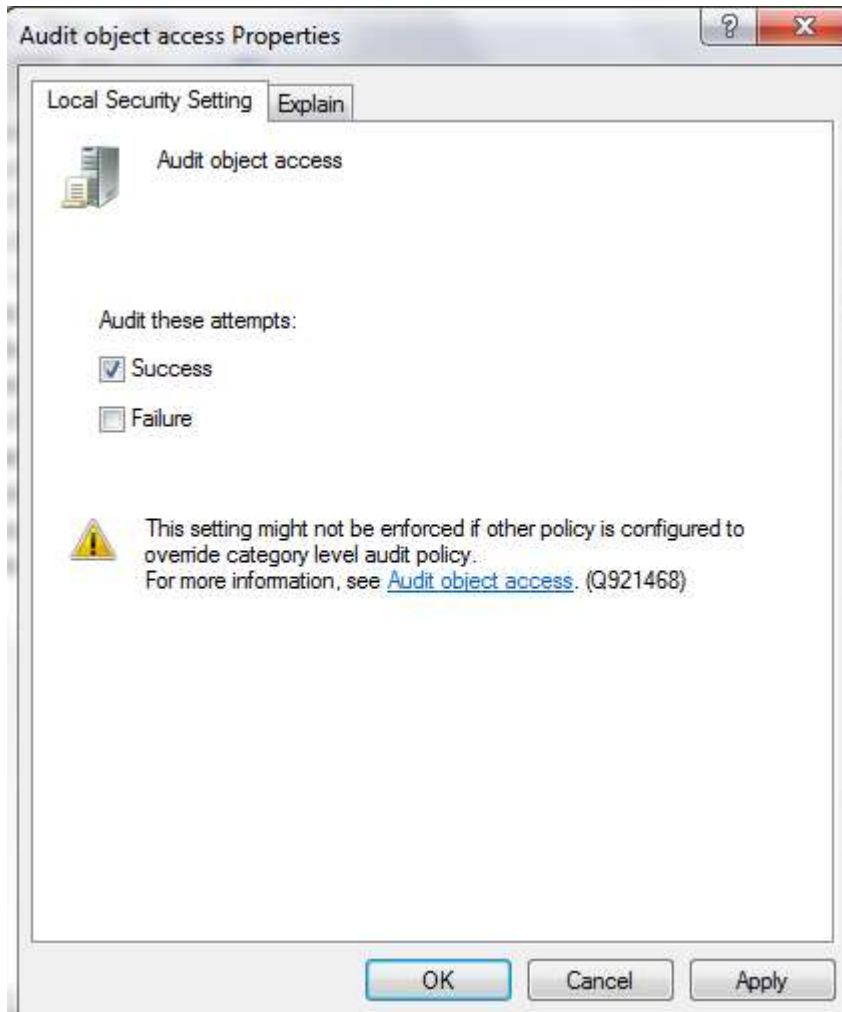 Audit object access Properties
Local Security Setting
Explain
Audit object access
Audit these attempts:
Success
Failure
This setting might not be enforced if other policy is configured to
override category level audit policy.
For more information, see Audit object access. (Q921468)
OK
Cancel
Apply